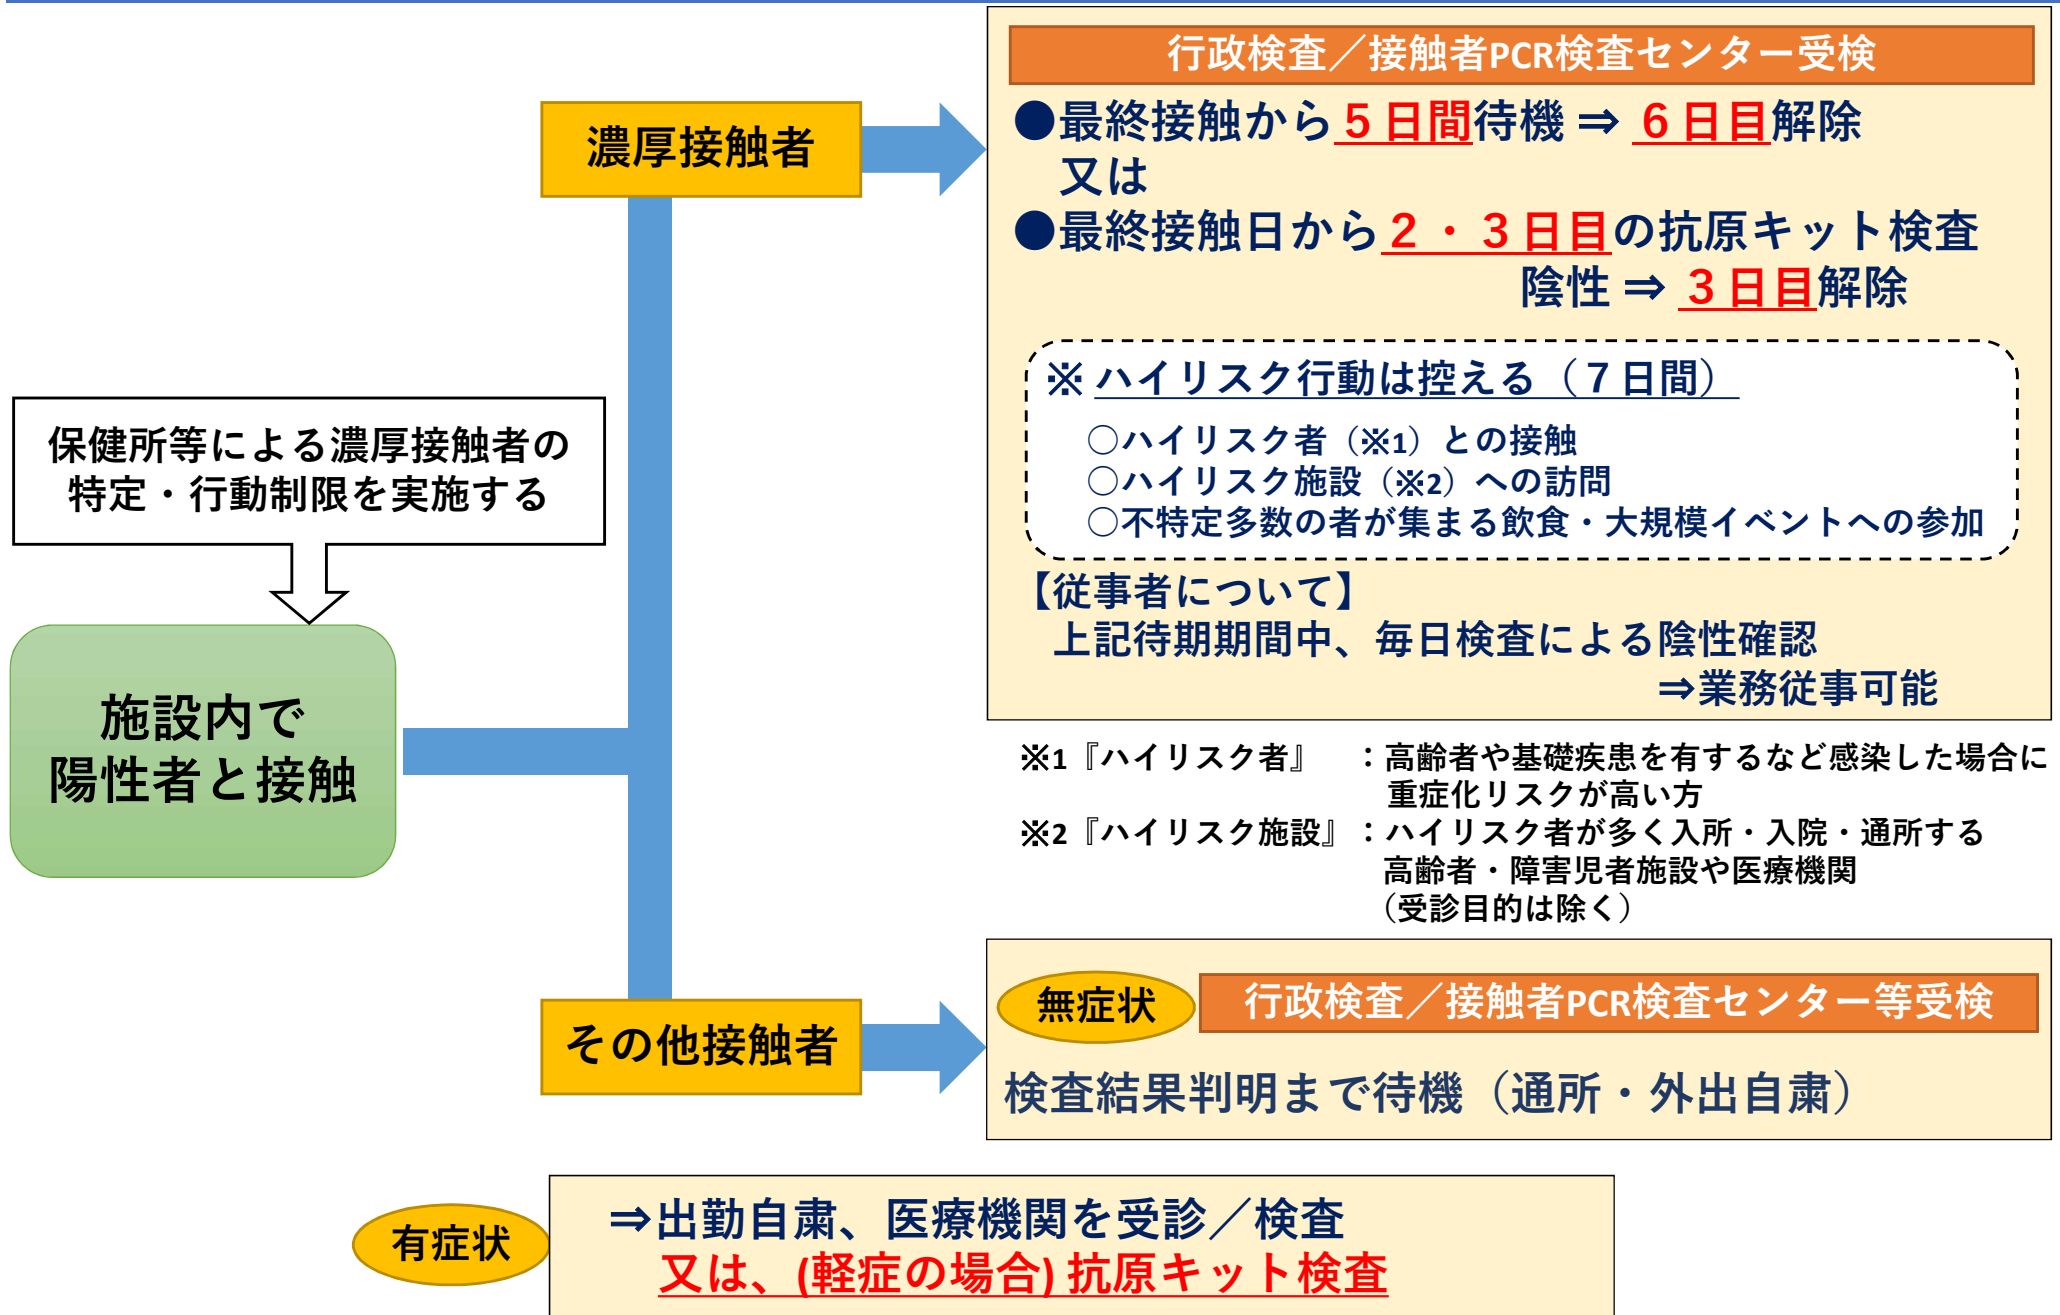 行政検査／接触者PCR検査センター受検
濃厚接触者
●最終接触から５日間待機 ⇒ ６日目解除
又は
●最終接触日から２・３日目の抗原キット検査
陰性 ⇒ ３日目解除
※ ハイリスク行動は控える（７日間）
○ハイリスク者（※1）との接触
○ハイリスク施設（※2）への訪問
○不特定多数の者が集まる飲食・大規模イベントへの参加
【従事者について】
上記待期期間中、毎日検査による陰性確認
⇒業務従事可能
保健所等による濃厚接触者の
特定・行動制限を実施する
施設内で
陽性者と接触
※1『ハイリスク者』　：高齢者や基礎疾患を有するなど感染した場合に
重症化リスクが高い方
※2『ハイリスク施設』：ハイリスク者が多く入所・入院・通所する
高齢者・障害児者施設や医療機関
（受診目的は除く）
その他接触者
無症状
行政検査／接触者PCR検査センター等受検
検査結果判明まで待機（通所・外出自粛）
有症状
⇒出勤自粛、医療機関を受診／検査
又は、(軽症の場合) 抗原キット検査